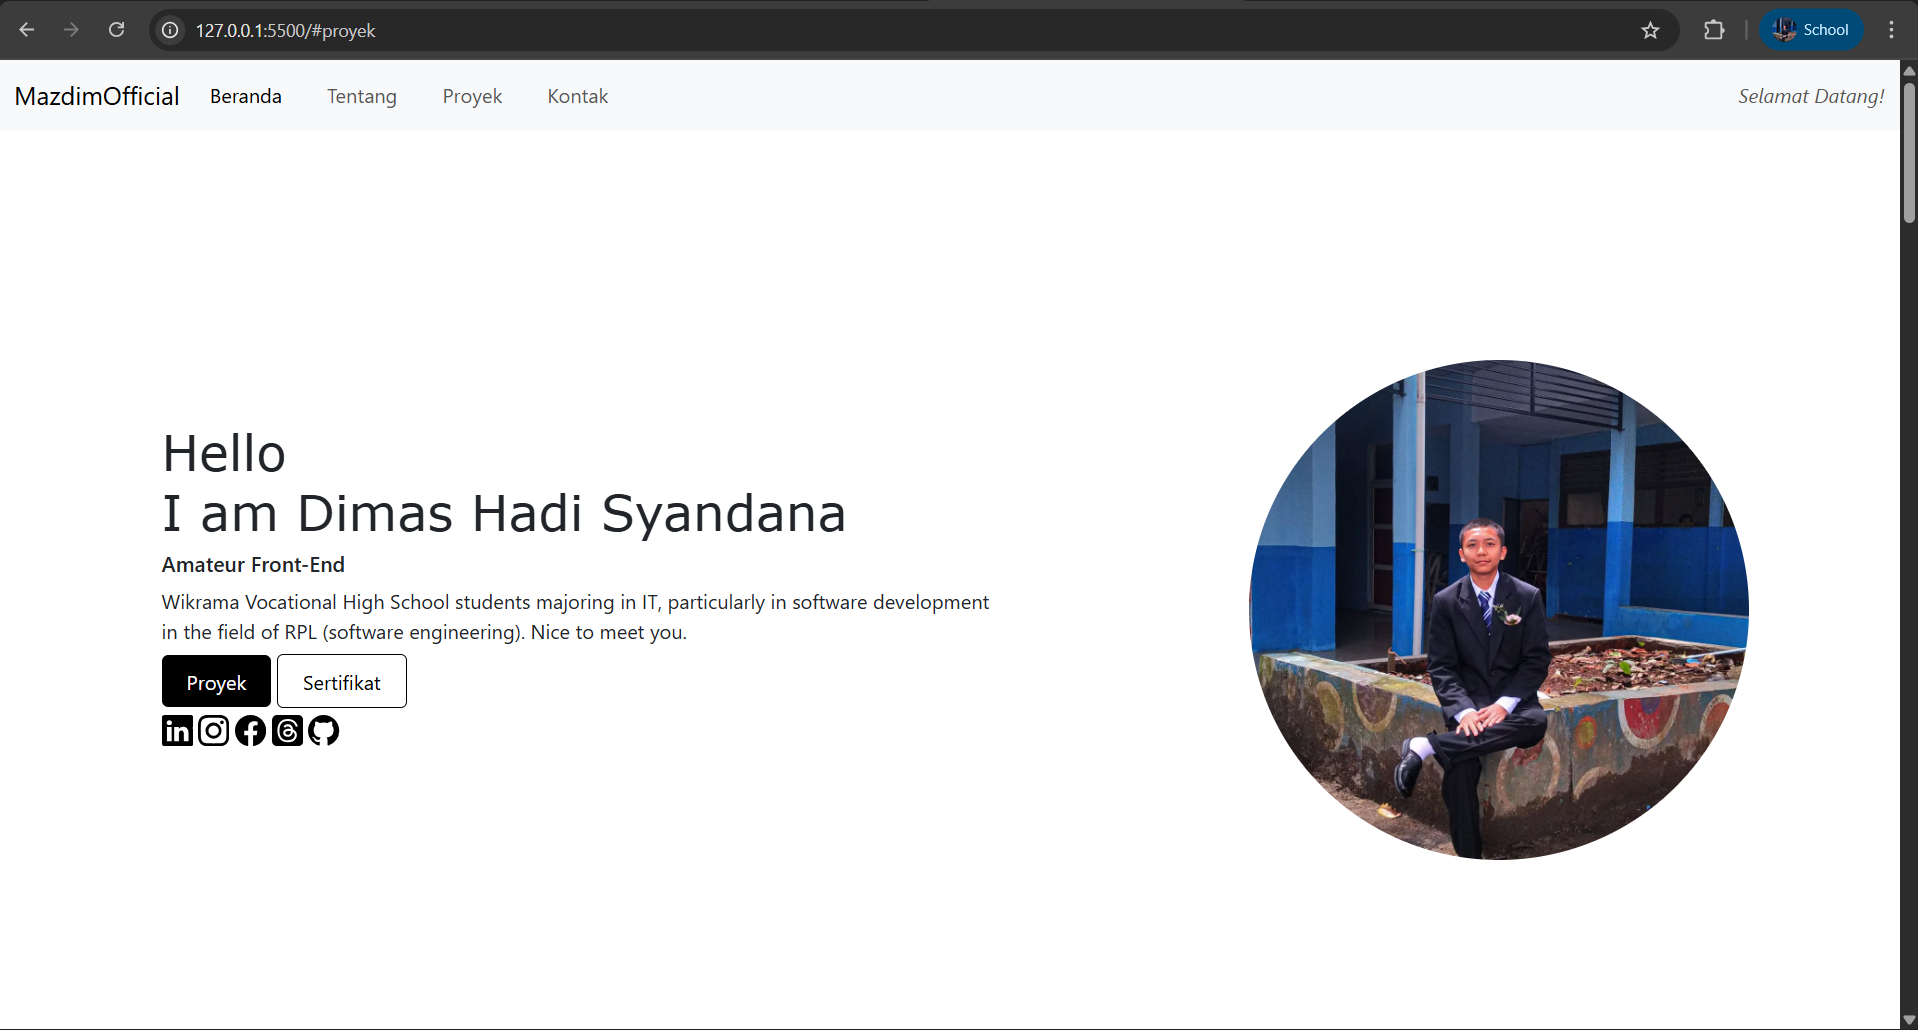 127.0.0.1:5500/#proyek
School
MazdimOfficial Beranda Tentang Proyek Kontak Selamat Datang!
Hello
I am Dimas Hadi Syandana
Amateur Front-End
Wikrama Vocational High School students majoring in IT, particularly in software development
in the field of RPL (software engineering). Nice to meet you.
Proyek Sertifikat